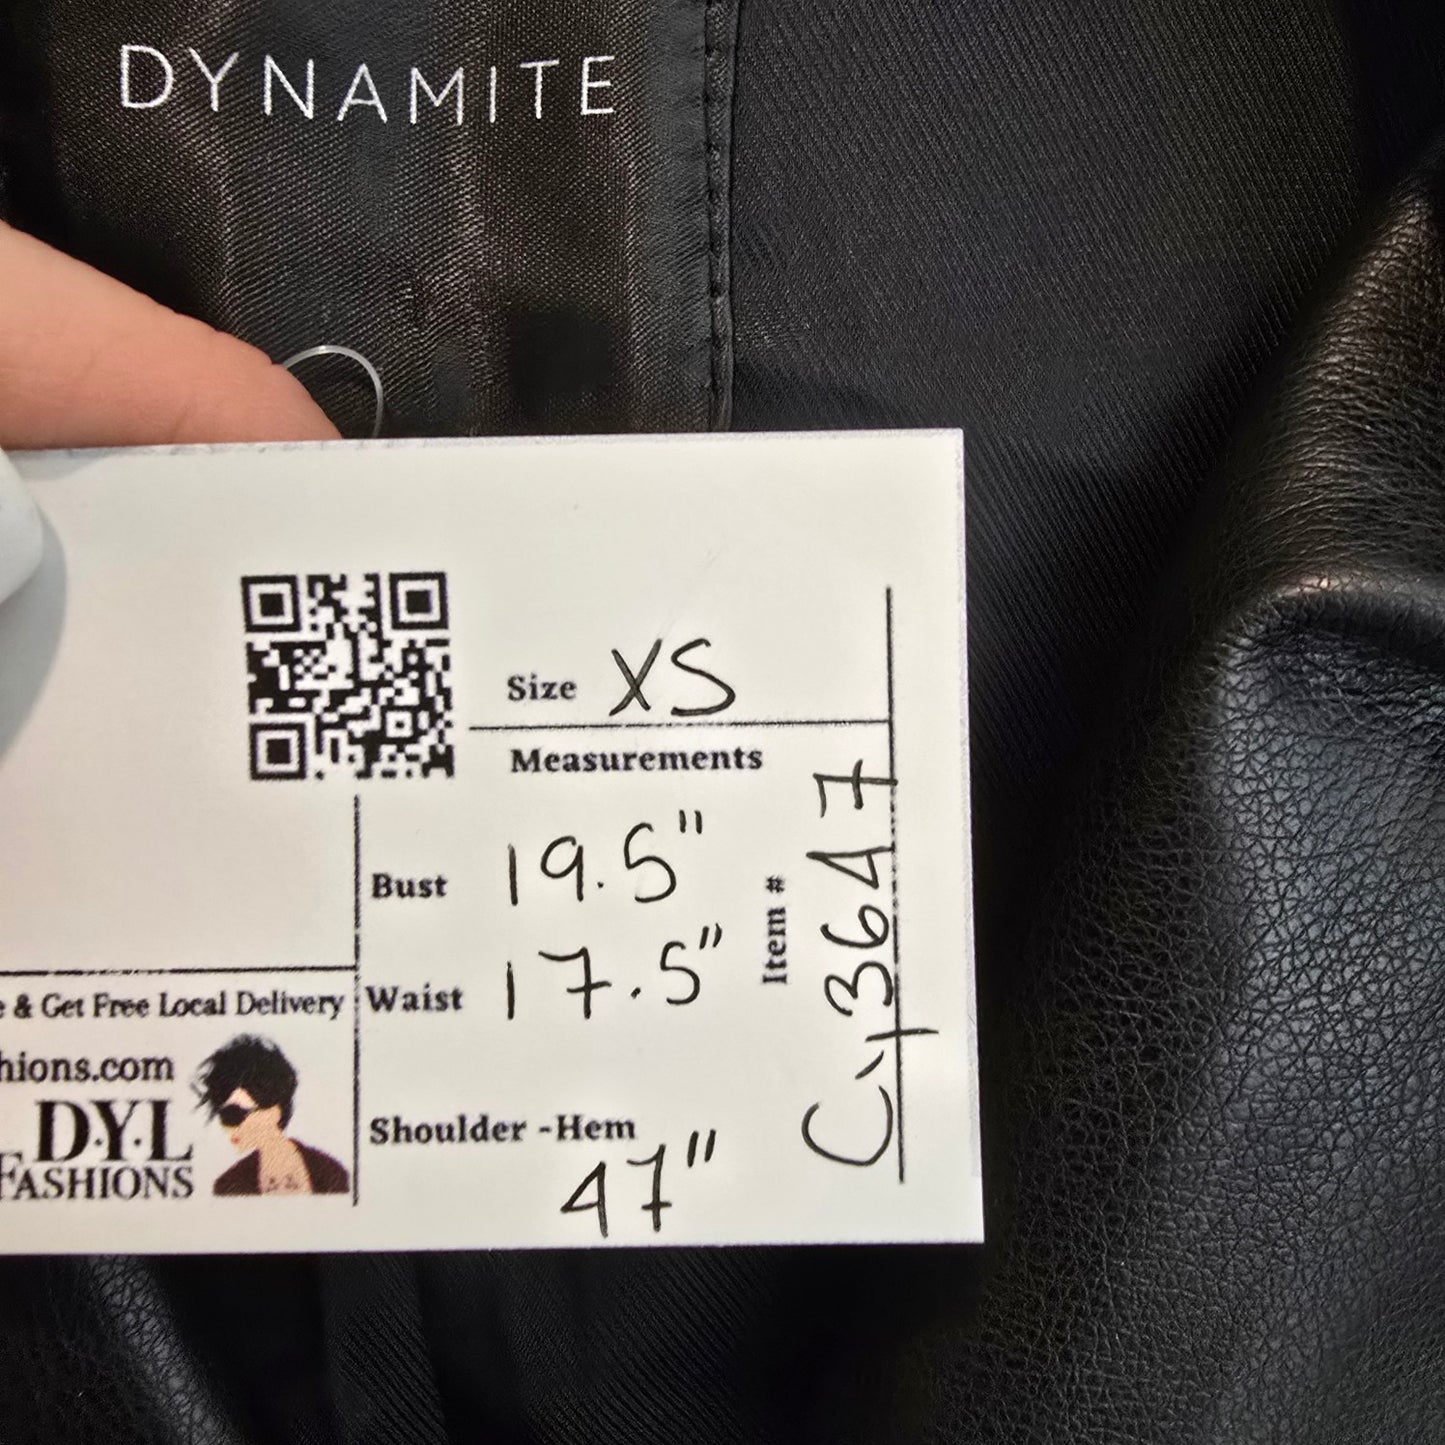 DYNAMITE
Size XS
Measurements
Bust 19.5"
Waist 17.5"
Shoulder -Hem
47"
Item #
Cy3647
e & Get Free Local Delivery
hions.com
D.Y.L
FASHIONS